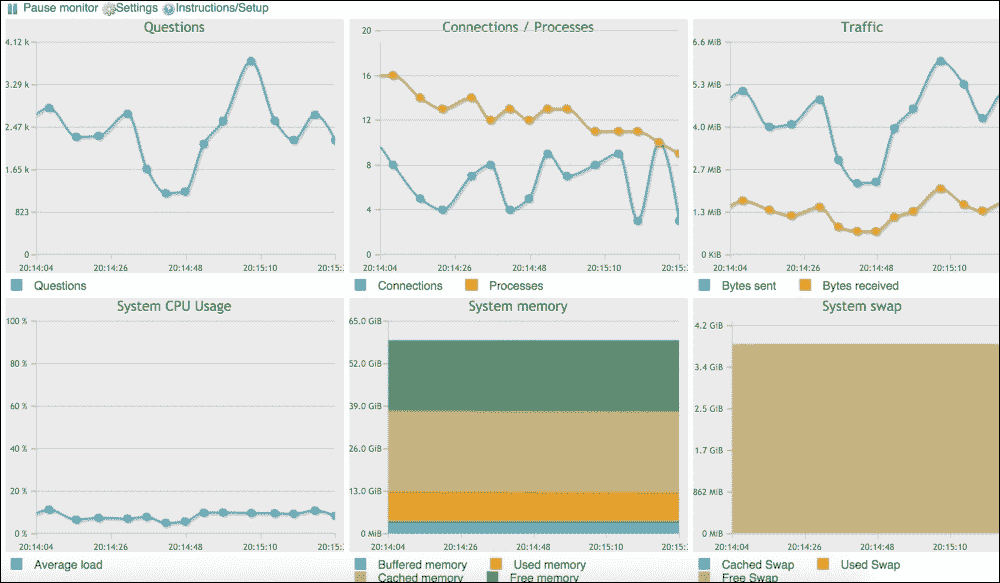 Pause monitor Settings Instructions/Setup
Questions
4.12 k
3.29 k
2.47 k
1.65 k
823
0
20:14:04 20:14:26 20:14:48 20:15:10 20:15:
Questions
Connections / Processes
20
16
12
8
4
0
20:14:04 20:14:26 20:14:48 20:15:10 20:15:
Connections Processes
Traffic
6.6 MiB
5.3 MiB
4.0 MiB
2.7 MiB
1.3 MiB
0 KiB
20:14:04 20:14:26 20:14:48 20:15:10
Bytes sent Bytes received
System CPU Usage
100 %
80 %
60 %
40 %
20 %
0 %
20:14:04 20:14:26 20:14:48 20:15:10 20:15:
Average load
System memory
65.0 GiB
52.0 GiB
39.0 GiB
26.0 GiB
13.0 GiB
0 MiB
20:14:04 20:14:26 20:14:48 20:15:10 20:15:
Buffered memory Used memory
Cached memory Free memory
System swap
4.2 GiB
3.4 GiB
2.5 GiB
1.7 GiB
862 MiB
0 MiB
20:14:04 20:14:26 20:14:48 20:15:10
Cached Swap Used Swap
Free Swap